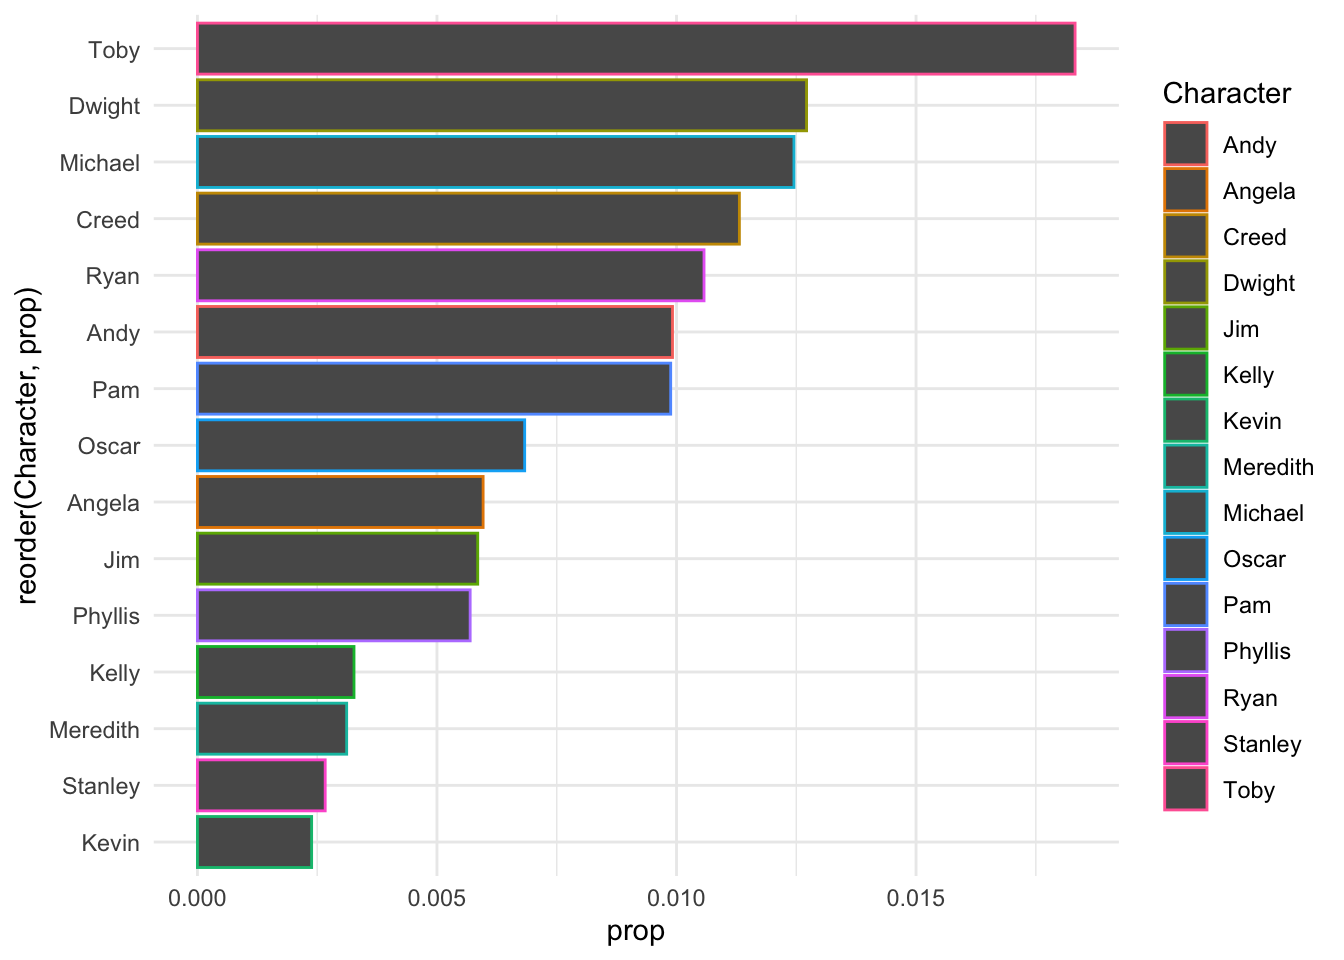 reorder(Character, prop)
Toby
Dwight
Michael
Creed
Ryan
Andy
Pam
Oscar
Angela
Jim
Phyllis
Kelly
Meredith
Stanley
Kevin
0.000 0.005 0.010 0.015
prop
Character
Andy
Angela
Creed
Dwight
Jim
Kelly
Kevin
Meredith
Michael
Oscar
Pam
Phyllis
Ryan
Stanley
Toby